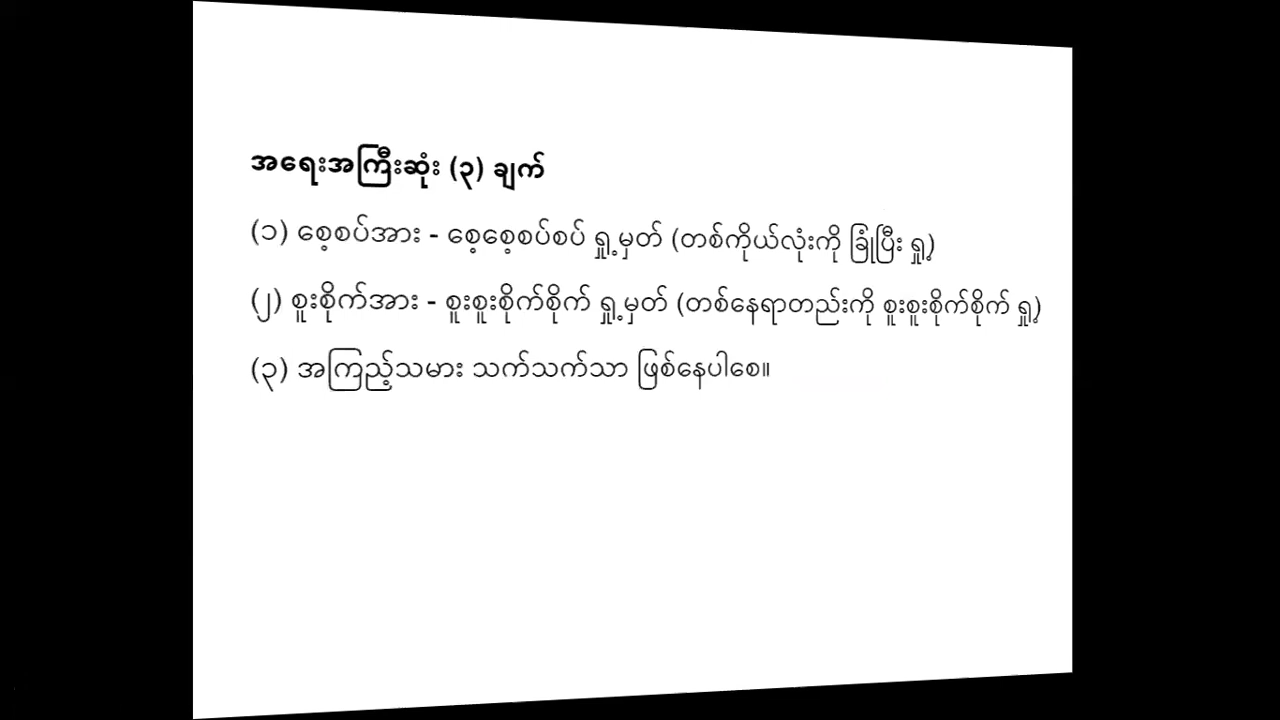 အရေးအကြီးဆုံး (၃) ချက်
(၁) စေ့စပ်အား - စေ့စေ့စပ်စပ် ရှု့မှတ် (တစ်ကိုယ်လုံးကို ခြုံပြီး ရှု့)
(၂) စူးစိုက်အား - စူးစူးစိုက်စိုက် ရှု့မှတ် (တစ်နေရာတည်းကို စူးစူးစိုက်စိုက် ရှု့)
(၃) အကြည့်သမား သက်သက်သာ ဖြစ်နေပါစေ။